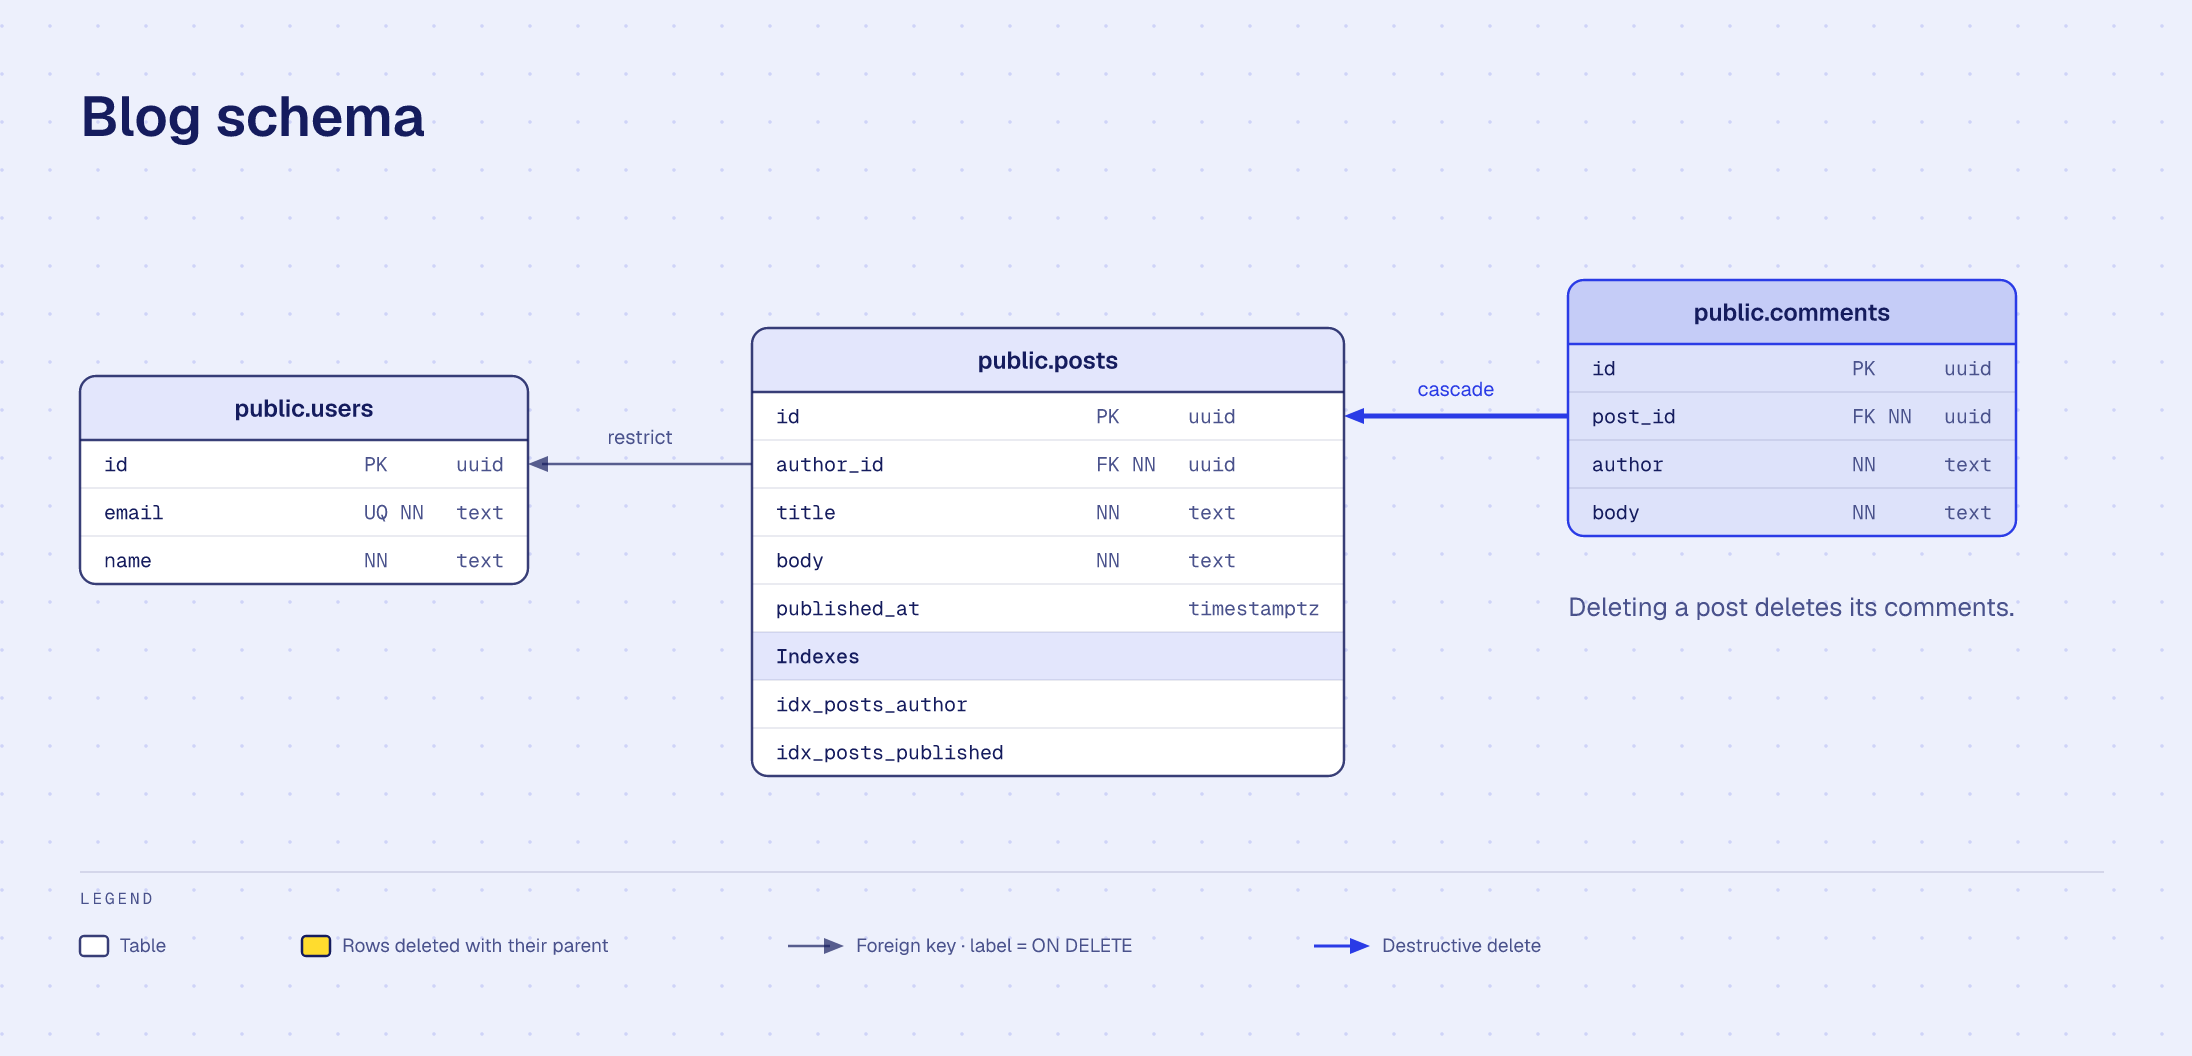 Blog schema
public.users
id PK uuid
email UQ NN text
name NN text
restrict
public.posts
id PK uuid
author_id FK NN uuid
title NN text
body NN text
published_at timestamptz
Indexes
idx_posts_author
idx_posts_published
cascade
public.comments
id PK uuid
post_id FK NN uuid
author NN text
body NN text
Deleting a post deletes its comments.
LEGEND
Table
Rows deleted with their parent
Foreign key · label = ON DELETE
Destructive delete